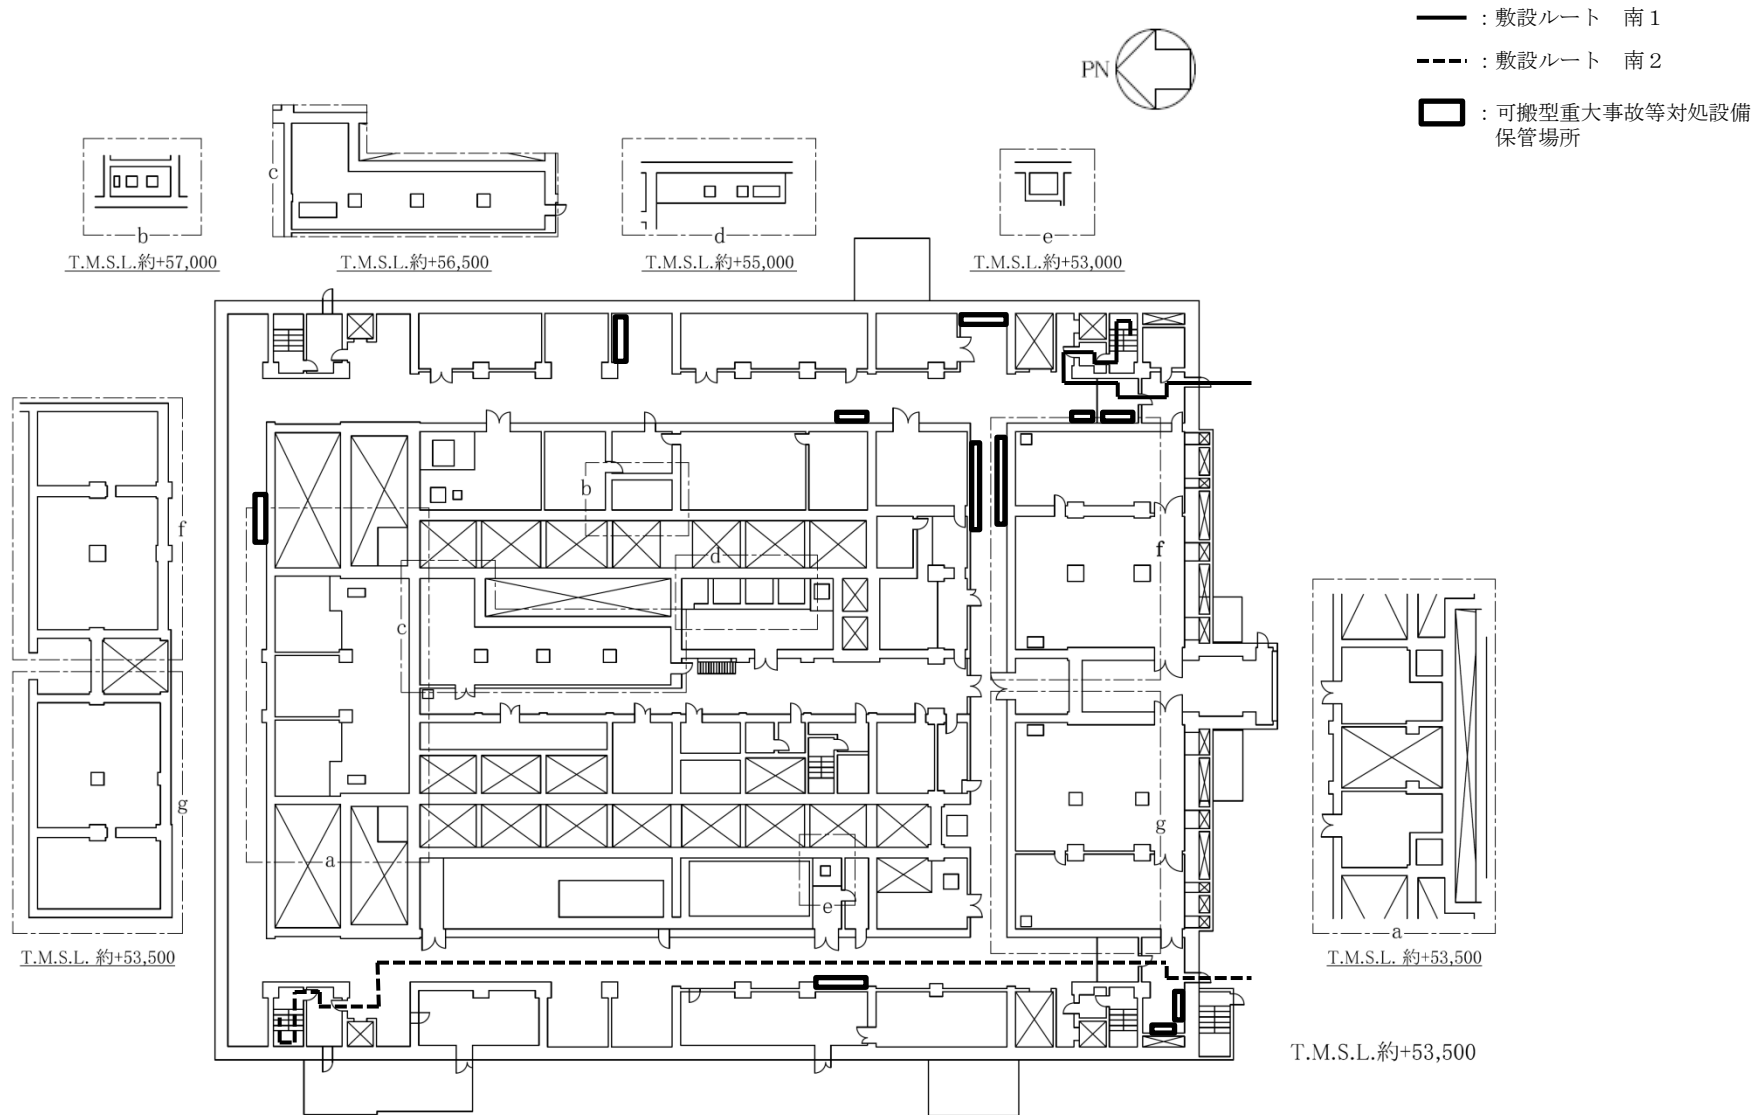 : 敷設ルート　南１
: 敷設ルート　南２
: 可搬型重大事故等対処設備
保管場所
PN
b
T.M.S.L.約+57,000
c
T.M.S.L.約+56,500
d
T.M.S.L.約+55,000
e
T.M.S.L.約+53,000
f
g
T.M.S.L. 約+53,500
b
d
c
a
e
f
g
a
T.M.S.L. 約+53,500
T.M.S.L.約+53,500